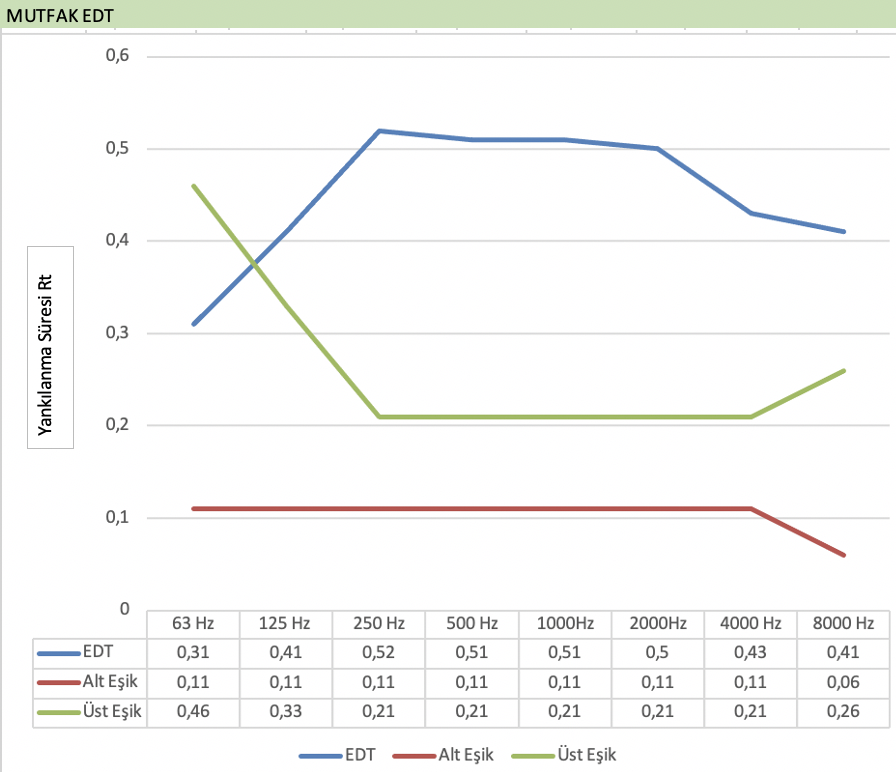 MUTFAK EDT
0,6
0,5
0,4
0,3
0,2
0,1
0
Yankılanma Süresi Rt
63 Hz 125 Hz 250 Hz 500 Hz 1000Hz 2000Hz 4000 Hz 8000 Hz
EDT 0,31 0,41 0,52 0,51 0,51 0,5 0,43 0,41
Alt Eşik 0,11 0,11 0,11 0,11 0,11 0,11 0,11 0,06
Üst Eşik 0,46 0,33 0,21 0,21 0,21 0,21 0,21 0,26
EDT Alt Eşik Üst Eşik